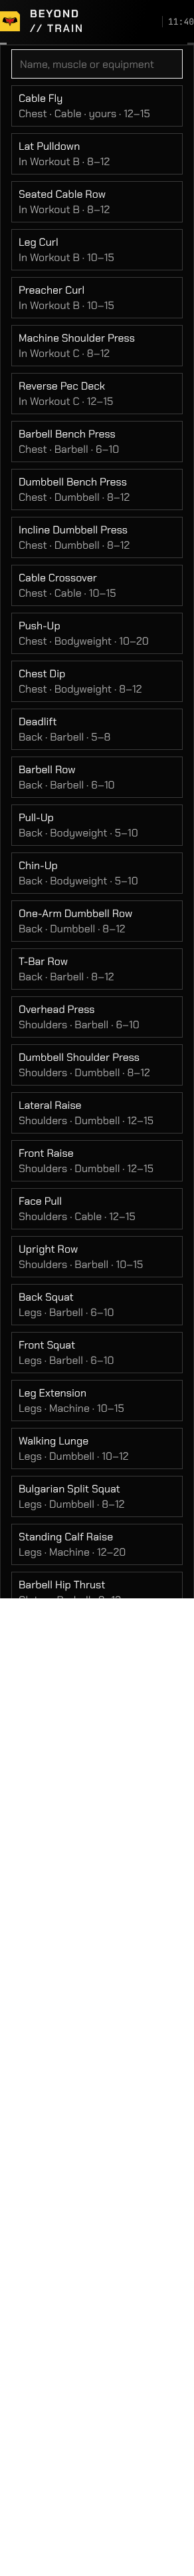 BEYOND
// TRAIN
11:40
Name, muscle or equipment
Cable Fly
Chest · Cable · yours · 12–15
Lat Pulldown
In Workout B · 8–12
Seated Cable Row
In Workout B · 8–12
Leg Curl
In Workout B · 10–15
Preacher Curl
In Workout B · 10–15
Machine Shoulder Press
In Workout C · 8–12
Reverse Pec Deck
In Workout C · 12–15
Barbell Bench Press
Chest · Barbell · 6–10
Dumbbell Bench Press
Chest · Dumbbell · 8–12
Incline Dumbbell Press
Chest · Dumbbell · 8–12
Cable Crossover
Chest · Cable · 10–15
Push-Up
Chest · Bodyweight · 10–20
Chest Dip
Chest · Bodyweight · 8–12
Deadlift
Back · Barbell · 5–8
Barbell Row
Back · Barbell · 6–10
Pull-Up
Back · Bodyweight · 5–10
Chin-Up
Back · Bodyweight · 5–10
One-Arm Dumbbell Row
Back · Dumbbell · 8–12
T-Bar Row
Back · Barbell · 8–12
Overhead Press
Shoulders · Barbell · 6–10
Dumbbell Shoulder Press
Shoulders · Dumbbell · 8–12
Lateral Raise
Shoulders · Dumbbell · 12–15
Front Raise
Shoulders · Dumbbell · 12–15
Face Pull
Shoulders · Cable · 12–15
Upright Row
Shoulders · Barbell · 10–15
Back Squat
Legs · Barbell · 6–10
Front Squat
Legs · Barbell · 6–10
Leg Extension
Legs · Machine · 10–15
Walking Lunge
Legs · Dumbbell · 10–12
Bulgarian Split Squat
Legs · Dumbbell · 8–12
Standing Calf Raise
Legs · Machine · 12–20
Barbell Hip Thrust